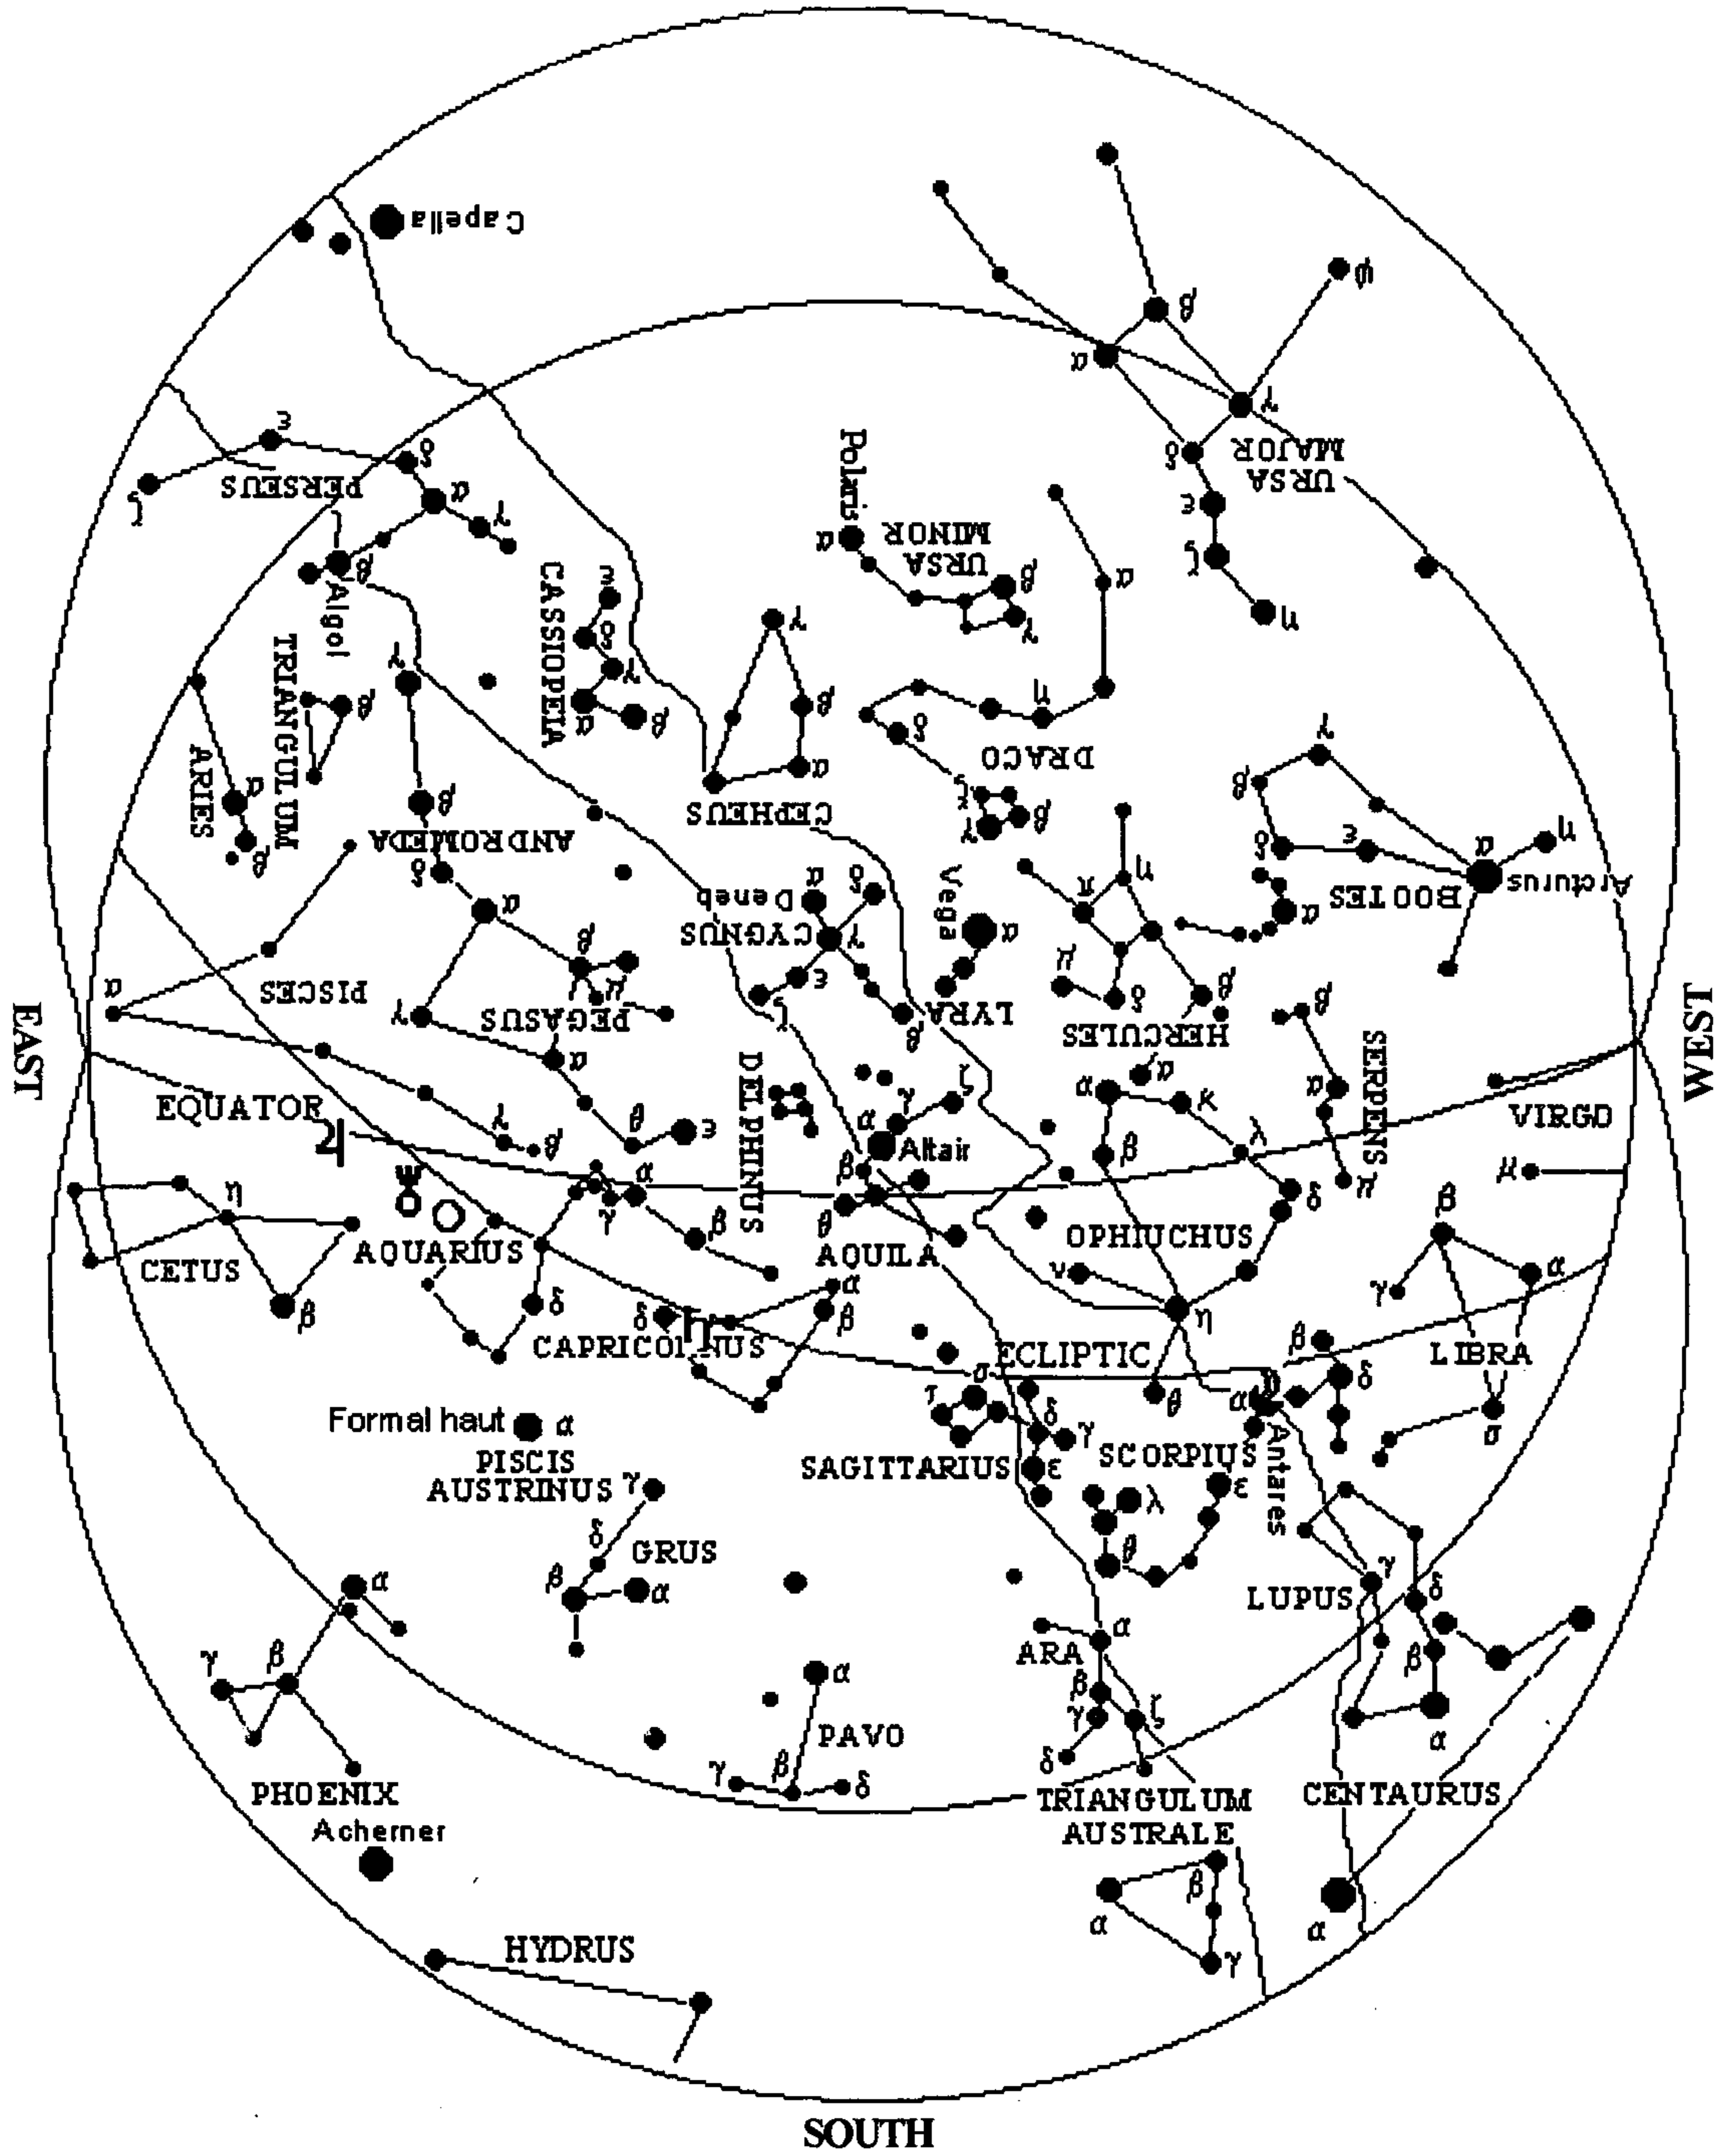 Capella
ψ
β
α
γ
URSA
MAJOR
δ
ε
ζ
η
ε
δ
PERSEUS
ζ
α
γ
β
Algol
Polaris
α
URSA
MINOR
β
γ
CASSIOPEIA
ε
δ
γ
α
β
γ
β
α
CEPHEUS
α
η
δ
ζ
DRACO
β
γ
TRIANGULUM
β
ARIES
α
β
γ
β
ANDROMEDA
δ
α
γ
β
δ
ε
α
η
BOOTES
Arcturus
α
α
Deneb
δ
CYGNUS
γ
ε
ζ
β
Vega
α
LYRA
π
η
μ
δ
β
HERCULES
α
PISCES
α
γ
β
β
μ
PEGASUS
γ
α
θ
ε
EAST
WEST
DELPHINUS
SERPENS
β
α
μ
EQUATOR
VIRGO
μ
ζ
γ
α
Altair
β
θ
AQUILA
α
κ
β
λ
δ
OPHIUCHUS
ν
η
θ
η
CETUS
β
AQUARIUS
γ
α
β
δ
α
β
δ
CAPRICORNUS
ECLIPTIC
β
α
γ
LIBRA
σ
σ
τ
δ
γ
SAGITTARIUS
ε
β
δ
α
SCORPIUS
Antares
ε
λ
θ
Formal haut
α
PISCIS
AUSTRINUS
γ
δ
GRUS
β
α
LUPUS
γ
δ
β
α
α
γ
β
PHOENIX
Acherner
ARA
α
β
γ
ζ
δ
α
PAVO
γ
β
δ
TRIANGULUM
AUSTRALE
β
α
γ
CENTAURUS
α
HYDRUS
SOUTH